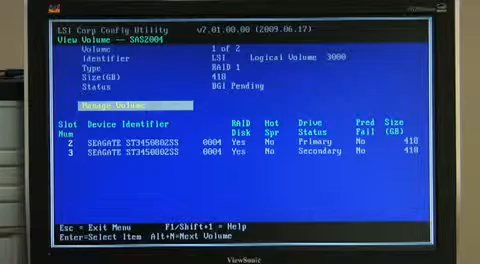 LSI Corp Config Utility v7.01.00.00 (2009.06.17)
View Volume -- SAS2004
Volume 1 of 2
Identifier LSI Logical Volume 3000
Type RAID 1
Size(GB) 418
Status BGI Pending
Manage Volume
Slot Device Identifier RAID Hot Drive Pred Size
Num Disk Spr Status Fail (GB)
2 SEAGATE ST3450802SS 0004 Yes No Primary No 418
3 SEAGATE ST3450802SS 0004 Yes No Secondary No 418
Esc = Exit Menu F1/Shift+1 = Help
Enter=Select Item Alt+N=Next Volume
ViewSonic